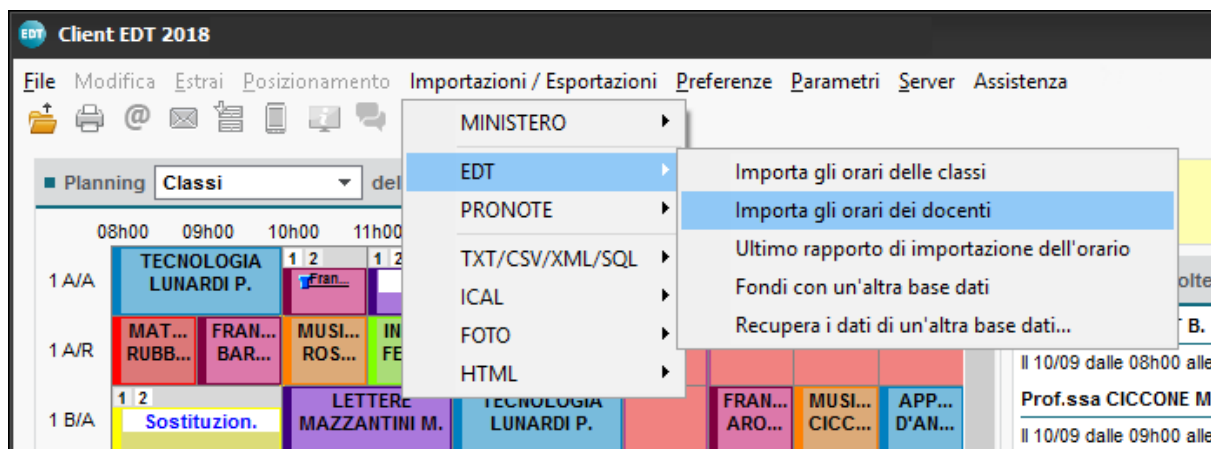 EDT Client EDT 2018
File Modifica Estrai Posizionamento Importazioni / Esportazioni Preferenze Parametri Server Assistenza
@
MINISTERO
EDT
PRONOTE
TXT/CSV/XML/SQL
ICAL
FOTO
HTML
Importa gli orari delle classi
Importa gli orari dei docenti
Ultimo rapporto di importazione dell'orario
Fondi con un'altra base dati
Recupera i dati di un'altra base dati...
Planning Classi del
08h00 09h00 10h00 11h00
1 A/A
TECNOLOGIA
LUNARDI P.
1 2
Fran...
1 2
1 A/R
MAT...
RUBB...
FRAN...
BAR...
MUSI...
ROS...
IN
FE
1 B/A
1 2
Sostituzion.
LETTERE
MAZZANTINI M.
TECNOLOGIA
LUNARDI P.
FRAN...
ARO...
MUSI...
CICC...
APP...
D'AN...
olte
T B.
Il 10/09 dalle 08h00 alle
Prof.ssa CICCONE M
Il 10/09 dalle 09h00 alle